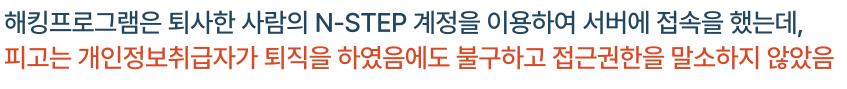 해킹프로그램은 퇴사한 사람의 N-STEP 계정을 이용하여 서버에 접속을 했는데,
피고는 개인정보취급자가 퇴직을 하였음에도 불구하고 접근권한을 말소하지 않았음